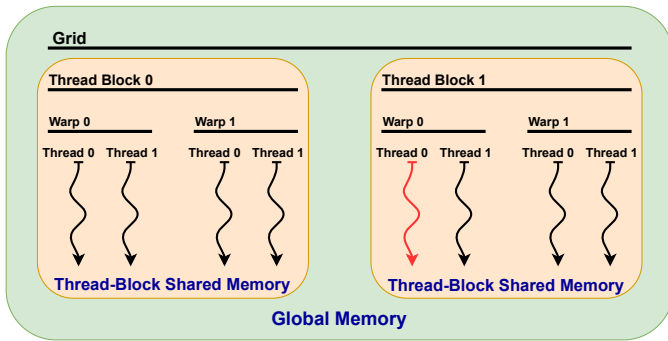 Grid
Thread Block 0
Thread Block 1
Warp 0
Warp 1
Warp 0
Warp 1
Thread 0
Thread 1
Thread 0
Thread 1
Thread 0
Thread 1
Thread 0
Thread 1
Thread-Block Shared Memory
Thread-Block Shared Memory
Global Memory